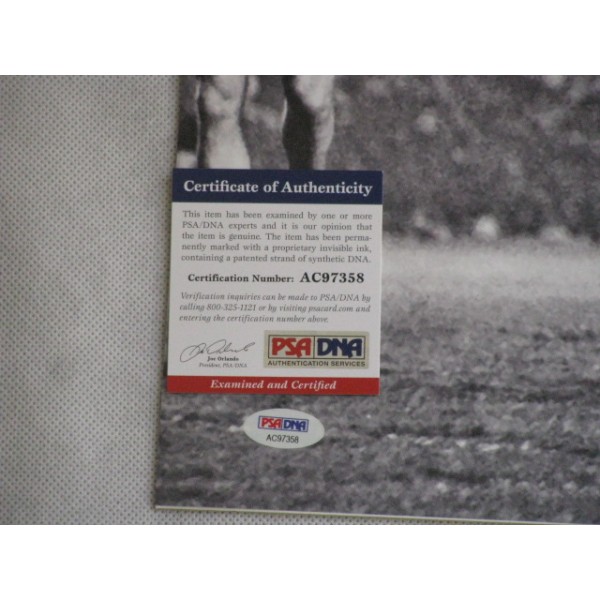 Certificate of Authenticity
This item has been examined by one or more
PSA/DNA experts and it is our opinion that
the item is genuine. The item has been perma-
nently marked with a proprietary invisible ink,
containing a patented strand of synthetic DNA.
Certification Number: AC97358
Verification inquiries can be made to PSA/DNA by
calling 800-325-1121 or by visiting psacard.com and
entering the certification number above.
Joe Orlando
President, PSA/DNA
PSA DNA
AUTHENTICATION SERVICES
Examined and Certified
PSA/DNA
AC97358